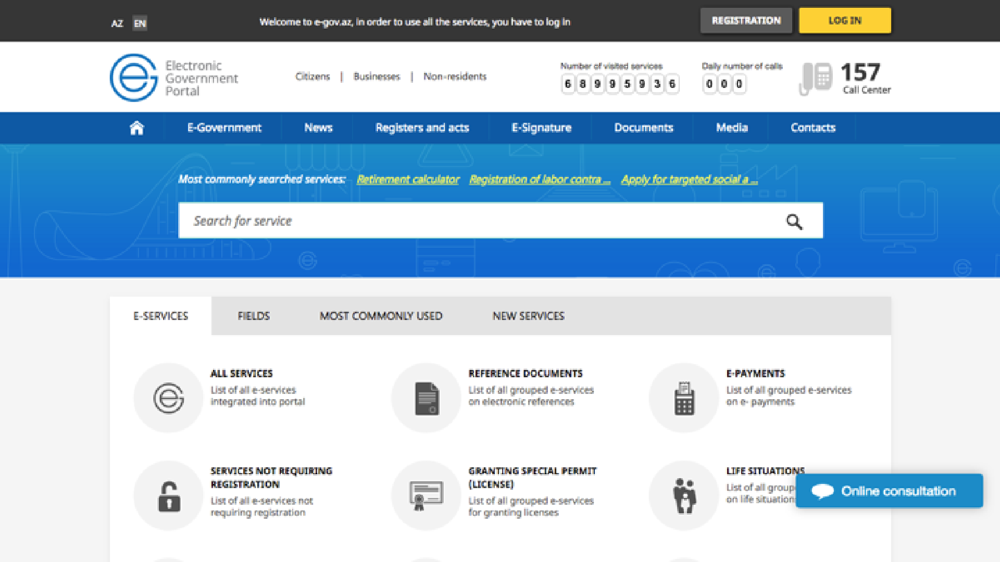 AZ EN Welcome to e-gov.az, in order to use all the services, you have to log in REGISTRATION LOG IN
Electronic
Government
Portal
Citizens | Businesses | Non-residents
Number of visited services
6 8 9 9 5 9 3 6
Daily number of calls
0 0 0
157
Call Center
E-Government News Registers and acts E-Signature Documents Media Contacts
Most commonly searched services: Retirement calculator Registration of labor contra ... Apply for targeted social a ...
Search for service
E-SERVICES FIELDS MOST COMMONLY USED NEW SERVICES
ALL SERVICES
List of all e-services
integrated into portal
REFERENCE DOCUMENTS
List of all grouped e-services
on electronic references
E-PAYMENTS
List of all grouped e-services
on e- payments
SERVICES NOT REQUIRING
REGISTRATION
List of all e-services not
requiring registration
GRANTING SPECIAL PERMIT
(LICENSE)
List of all grouped e-services
for granting licenses
LIFE SITUATIONS
List of all group
on life situation
Online consultation